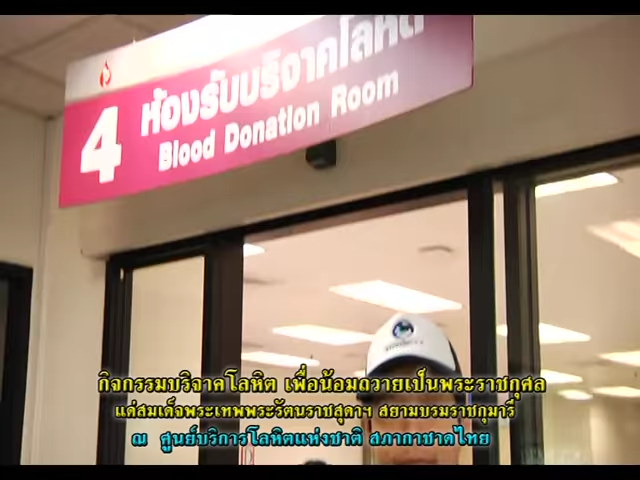 4
ห้องรับบริจาคโลหิต
Blood Donation Room
กิจกรรมบริจาคโลหิต เพื่อน้อมถวายเป็นพระราชกุศล
แด่สมเด็จพระเทพพระรัตนราชสุดาฯ สยามบรมราชกุมารี
ณ ศูนย์บริการโลหิตแห่งชาติ สภากาชาดไทย